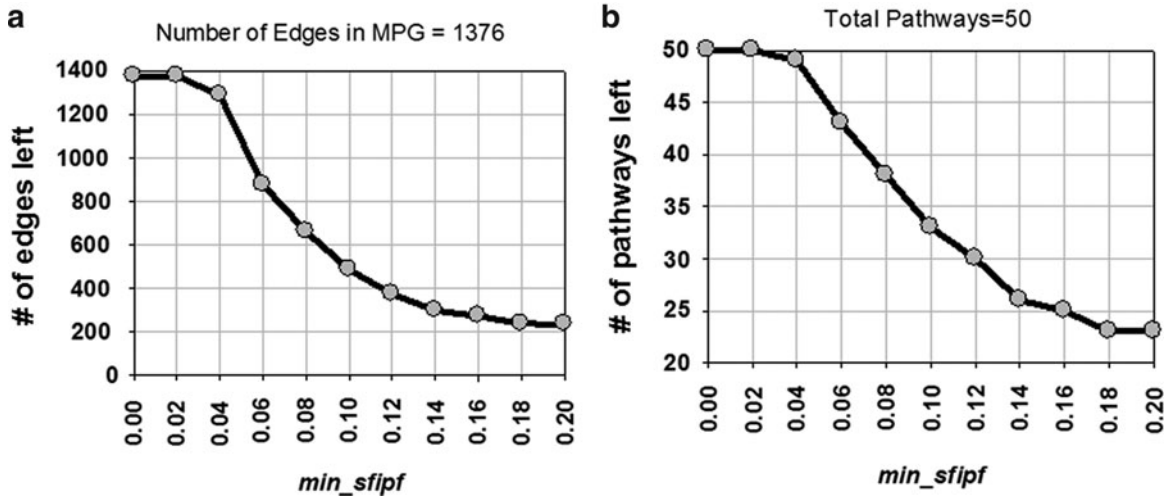 a
Number of Edges in MPG = 1376
# of edges left
1400
1200
1000
800
600
400
200
0
0.00 0.02 0.04 0.06 0.08 0.10 0.12 0.14 0.16 0.18 0.20
min_sfipf
b
Total Pathways=50
# of pathways left
50
45
40
35
30
25
20
0.00 0.02 0.04 0.06 0.08 0.10 0.12 0.14 0.16 0.18 0.20
min_sfipf